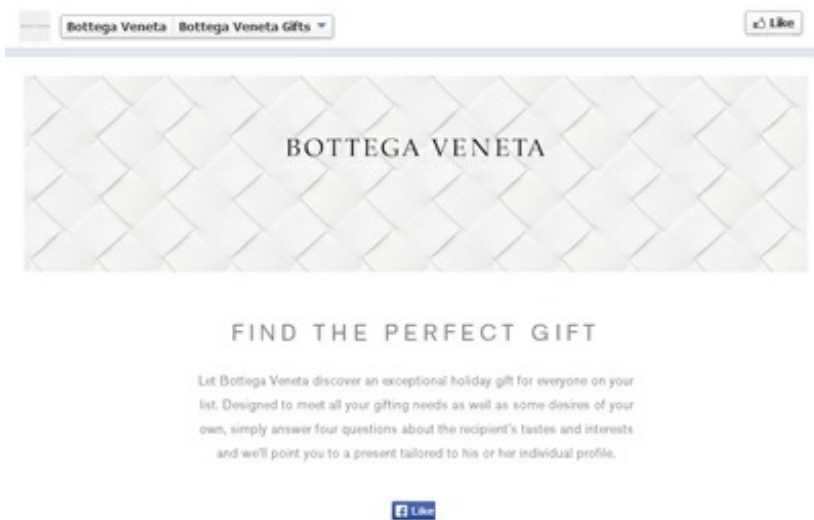 Bottega Veneta Bottega Veneta Gifts
Like
BOTTEGA VENETA
FIND THE PERFECT GIFT
Let Bottega Veneta discover an exceptional holiday gift for everyone on your
list. Designed to meet all your gifting needs as well as some desires of your
own, simply answer four questions about the recipient's tastes and interests
and we'll point you to a present tailored to his or her individual profile.
Like